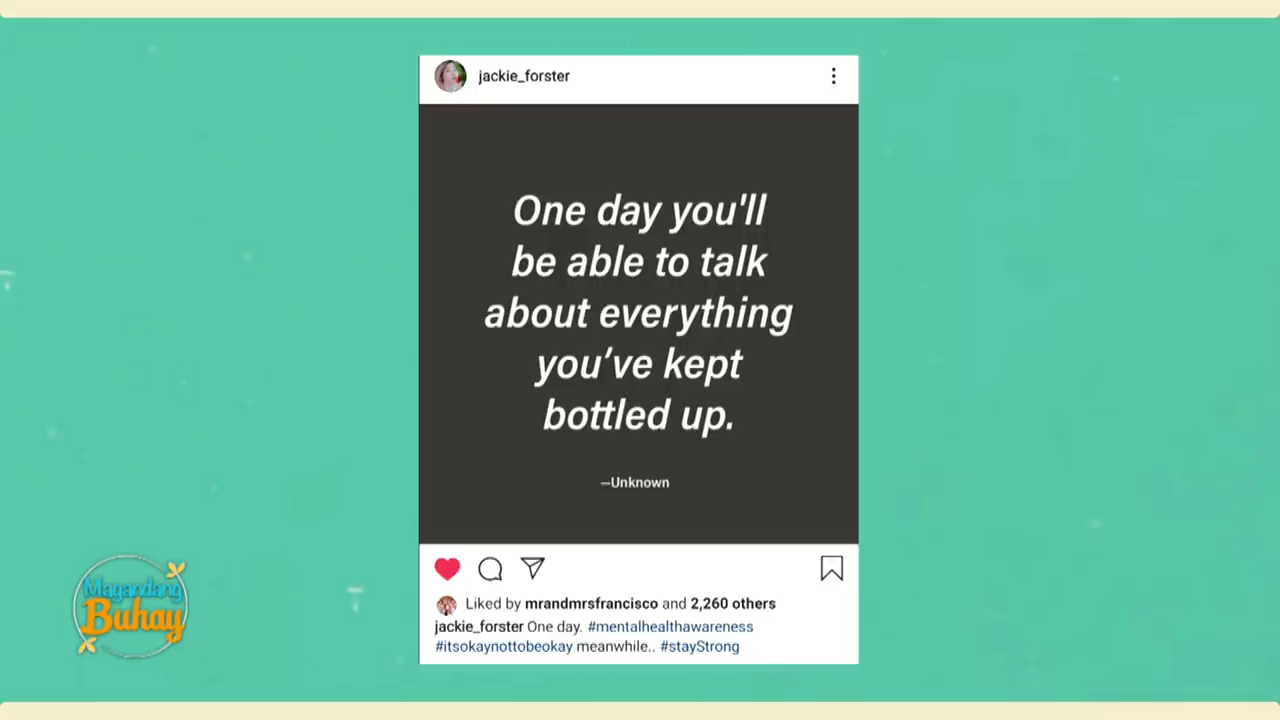 jackie_forster
One day you'll
be able to talk
about everything
you've kept
bottled up.
—Unknown
Liked by mrandmrsfrancisco and 2,260 others
jackie_forster One day. #mentalhealthawareness
#itsokaynottobeokay meanwhile.. #stayStrong
Magandang
Buhay